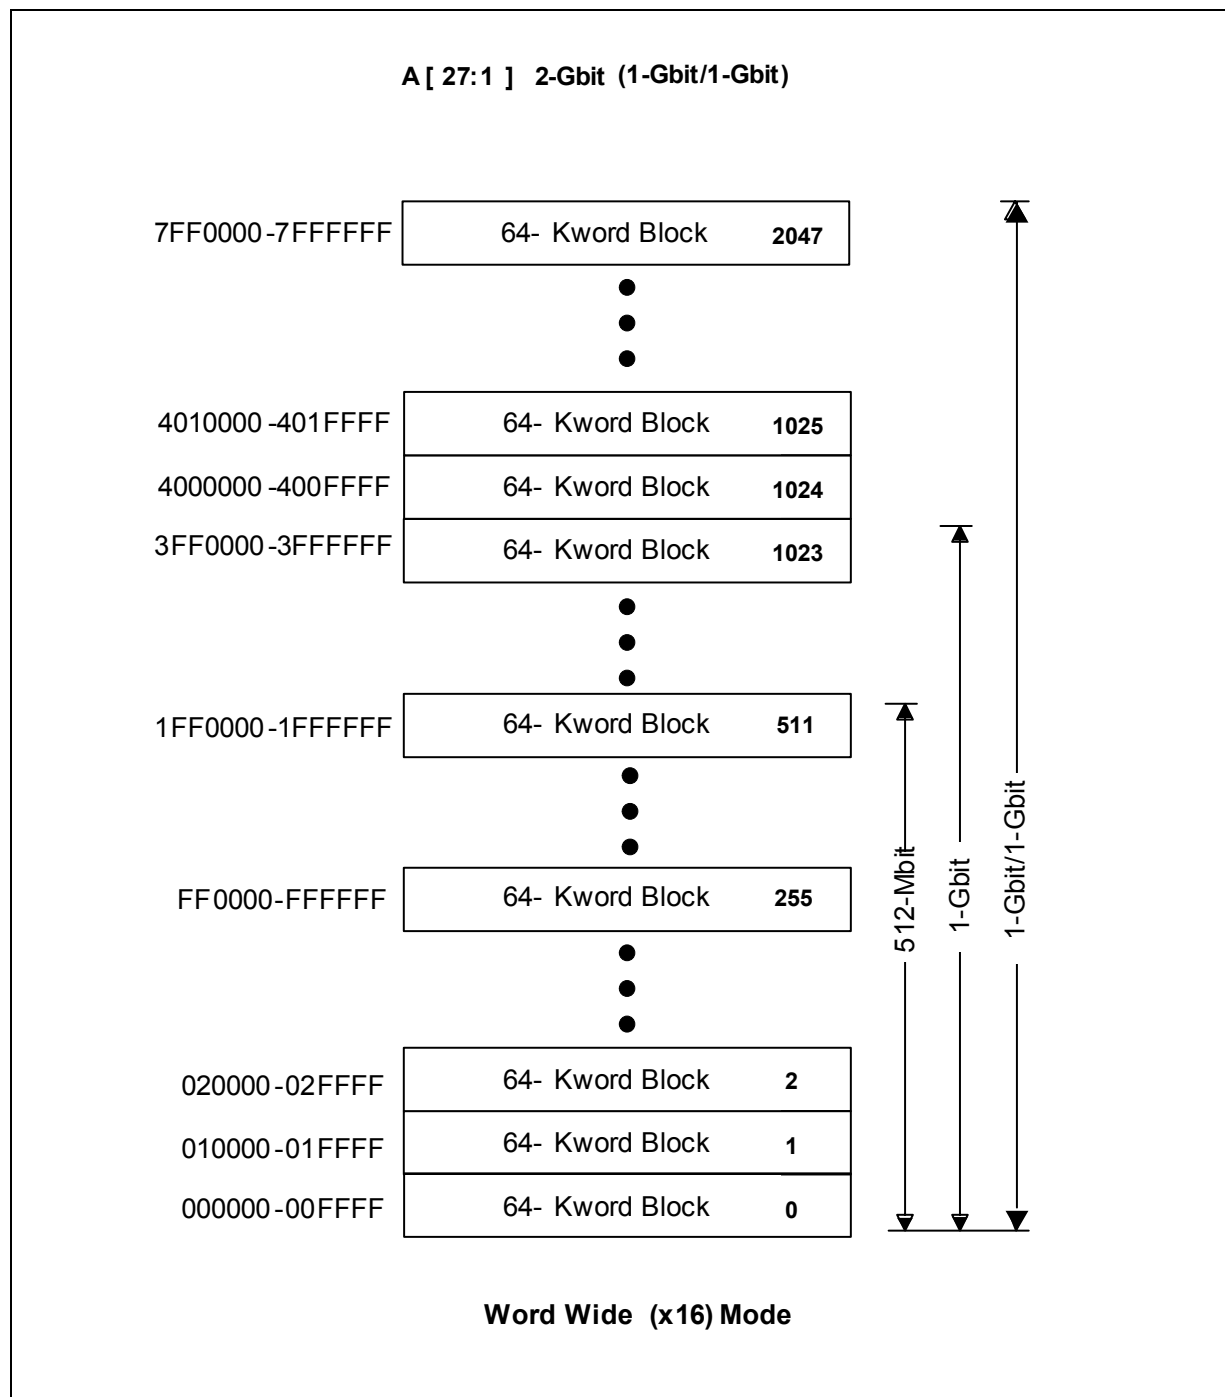 A [ 27:1 ] 2-Gbit (1-Gbit/1-Gbit)
7FF0000 -7FFFFFF 64- Kword Block 2047
4010000 -401FFFF 64- Kword Block 1025
4000000 -400FFFF 64- Kword Block 1024
3FF0000 -3FFFFFF 64- Kword Block 1023
1FF0000 -1FFFFFF 64- Kword Block 511
FF0000 -FFFFFF 64- Kword Block 255
020000 -02FFFF 64- Kword Block 2
010000 -01FFFF 64- Kword Block 1
000000 -00FFFF 64- Kword Block 0
512-Mbit
1-Gbit
1-Gbit/1-Gbit
Word Wide (x16) Mode